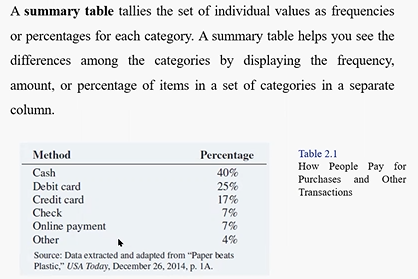 A summary table tallies the set of individual values as frequencies
or percentages for each category. A summary table helps you see the
differences among the categories by displaying the frequency,
amount, or percentage of items in a set of categories in a separate
column.
Method Percentage
Cash 40%
Debit card 25%
Credit card 17%
Check 7%
Online payment 7%
Other 4%
Source: Data extracted and adapted from “Paper beats
Plastic,” USA Today, December 26, 2014, p. 1A.
Table 2.1
How People Pay for
Purchases and Other
Transactions